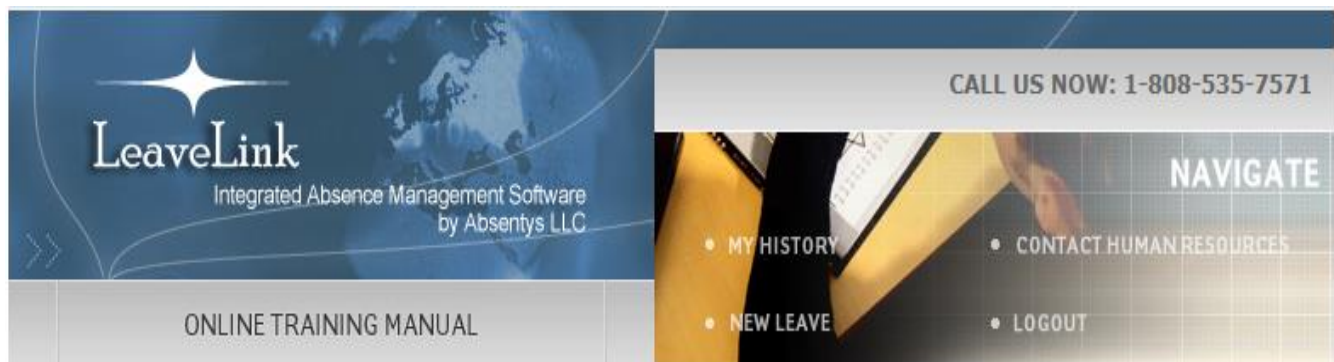 LeaveLink
Integrated Absence Management Software
by Absentys LLC
ONLINE TRAINING MANUAL
CALL US NOW: 1-808-535-7571
NAVIGATE
• MY HISTORY
• CONTACT HUMAN RESOURCES
• NEW LEAVE
• LOGOUT